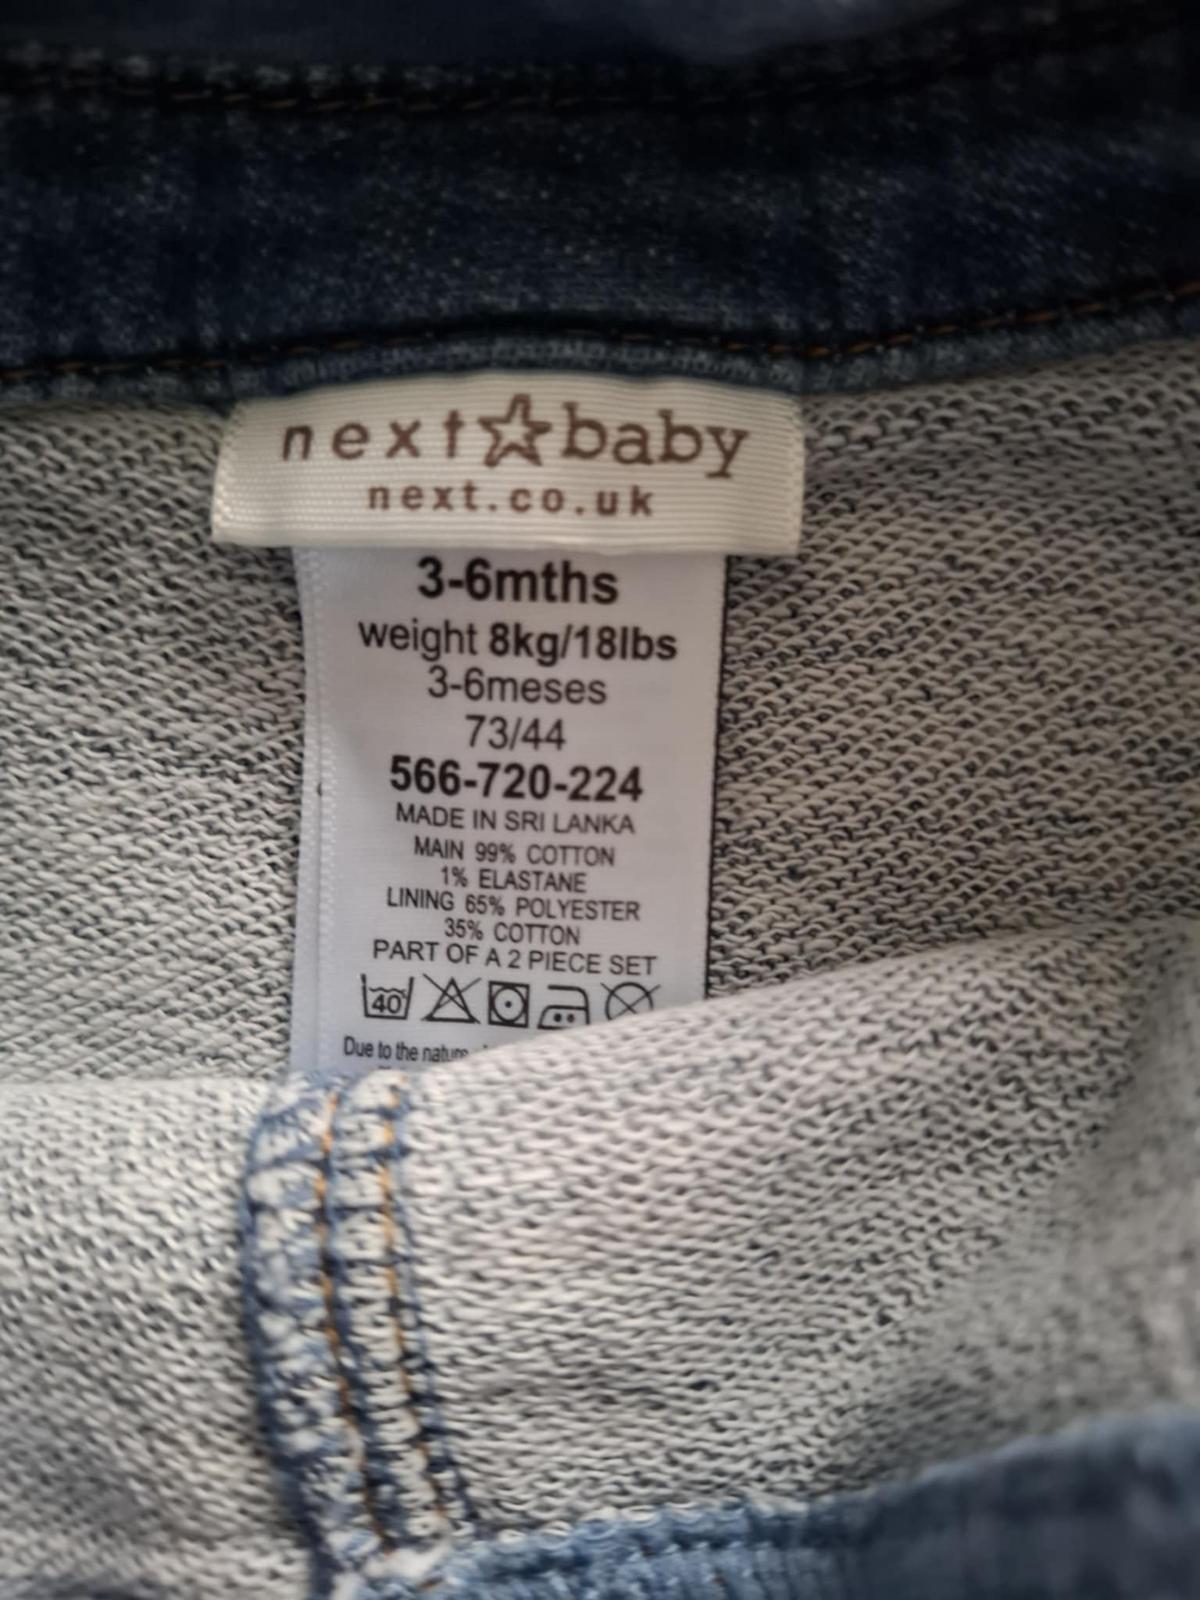 next☆baby
next.co.uk
3-6mths
weight 8kg/18lbs
3-6meses
73/44
566-720-224
MADE IN SRI LANKA
MAIN 99% COTTON
1% ELASTANE
LINING 65% POLYESTER
35% COTTON
PART OF A 2 PIECE SET
40
Due to the